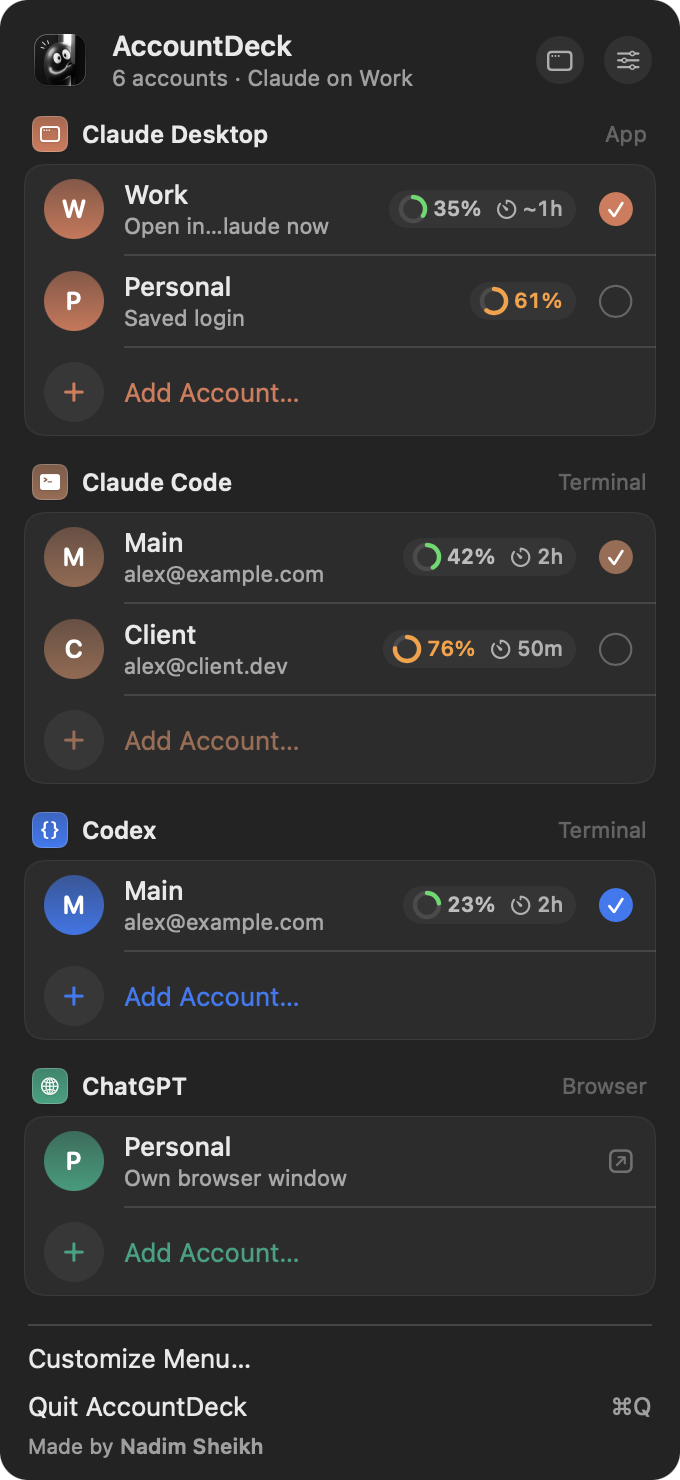 AccountDeck
6 accounts · Claude on Work
Claude Desktop App
W Work 35% ~1h
Open in...laude now
P Personal 61%
Saved login
+ Add Account...
Claude Code Terminal
M Main 42% 2h
alex@example.com
C Client 76% 50m
alex@client.dev
+ Add Account...
{} Codex Terminal
M Main 23% 2h
alex@example.com
+ Add Account...
ChatGPT Browser
P Personal
Own browser window
+ Add Account...
Customize Menu...
Quit AccountDeck ⌘Q
Made by Nadim Sheikh